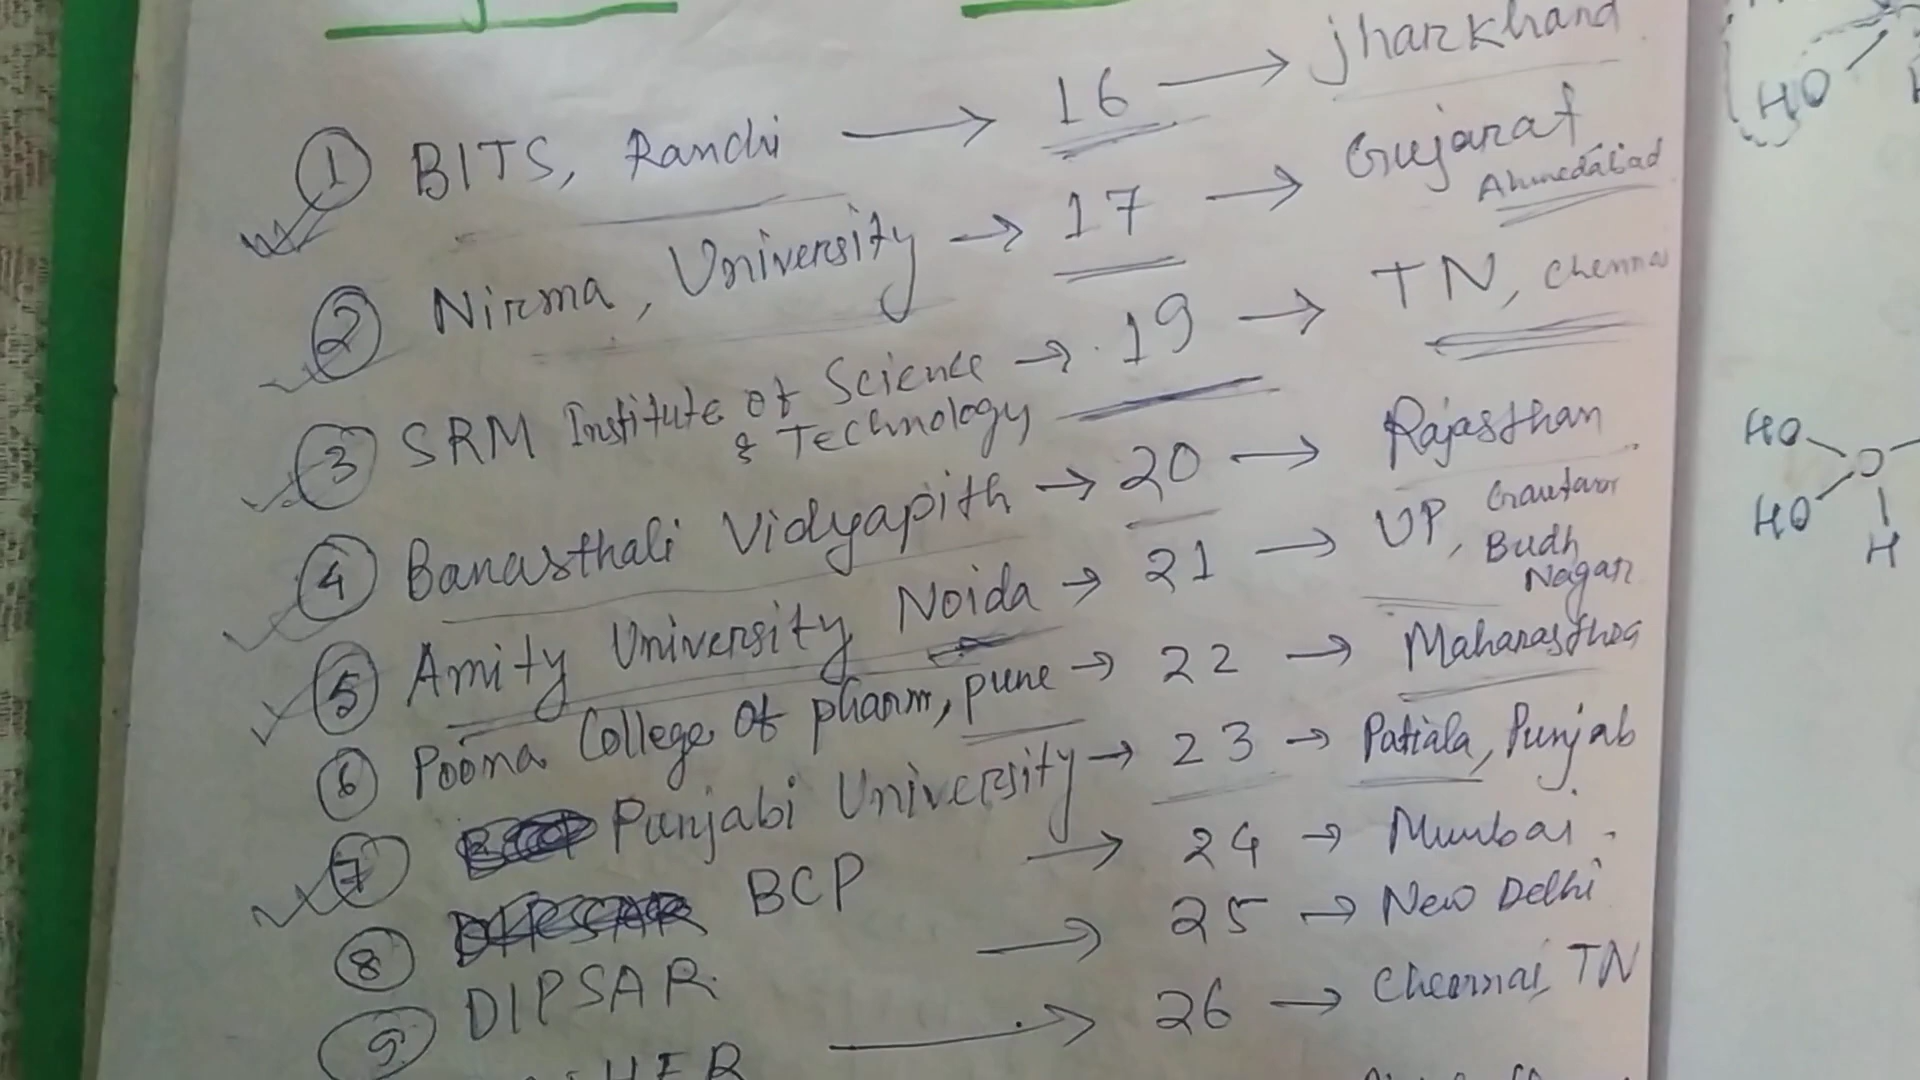 ① BITS, Ranchi → 16 → Jharkhand
② Nirma, University → 17 → Gujarat
Ahmedabad
③ SRM Institute of Science → 19 → TN, Chennai
& Technology
④ Banasthali Vidyapith → 20 → Rajasthan
⑤ Amity University Noida → 21 → UP, Gautam
Budh
Nagar
⑥ Poona College of pharm, pune → 22 → Maharasthra
⑦ Punjabi University → 23 → Patiala, Punjab
⑧ BCP → 24 → Mumbai
⑨ DIPSAR → 25 → New Delhi
→ 26 → Chennai, TN
HO
HO
HO
H